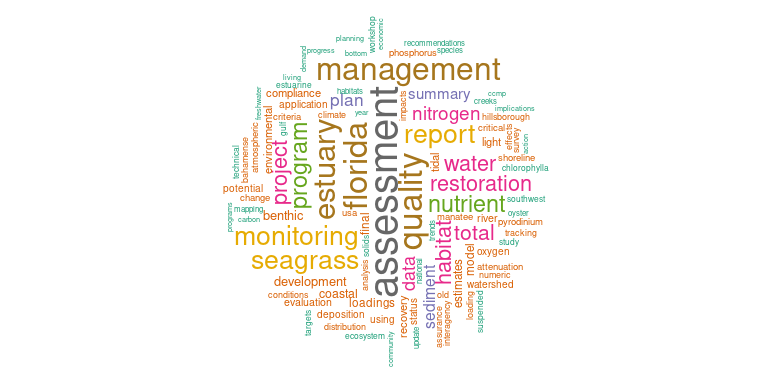 workshop
economic
planning
recommendations
progress
bottom
phosphorus
species
demand
management
living
estuarine
habitats
ccmp
compliance
plan
summary
creeks
application
impacts
implications
freshwater
assessment
year
nitrogen
hillsborough
criteria
climate
environmental
gulf
program
estuary
florida
report
critical
effects
survey
action
atmospheric
light
technical
bahamense
project
quality
tidal
water
shoreline
chlorophylla
potential
restoration
change
nutrient
southwest
programs
mapping
carbon
benthic
usa
final
manatee
river
oyster
pyrodinium
monitoring
solids
trends
habitat
total
tracking
study
seagrass
analysis
data
national
sediment
model
oxygen
attenuation
numeric
development
estimates
watershed
conditions
coastal
evaluation
loadings
old
loading
suspended
targets
deposition
using
recovery
status
assurance
interagency
distribution
ecosystem
update
community